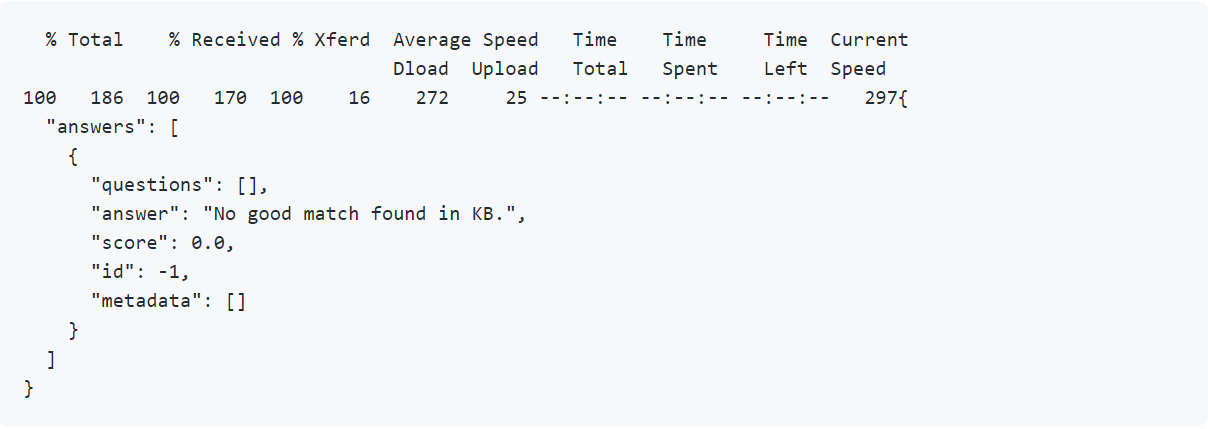 % Total    % Received % Xferd  Average Speed   Time    Time     Time  Current
                                 Dload  Upload   Total   Spent    Left  Speed
100   186  100   170  100    16    272     25 --:--:-- --:--:-- --:--:--   297{
  "answers": [
    {
      "questions": [],
      "answer": "No good match found in KB.",
      "score": 0.0,
      "id": -1,
      "metadata": []
    }
  ]
}